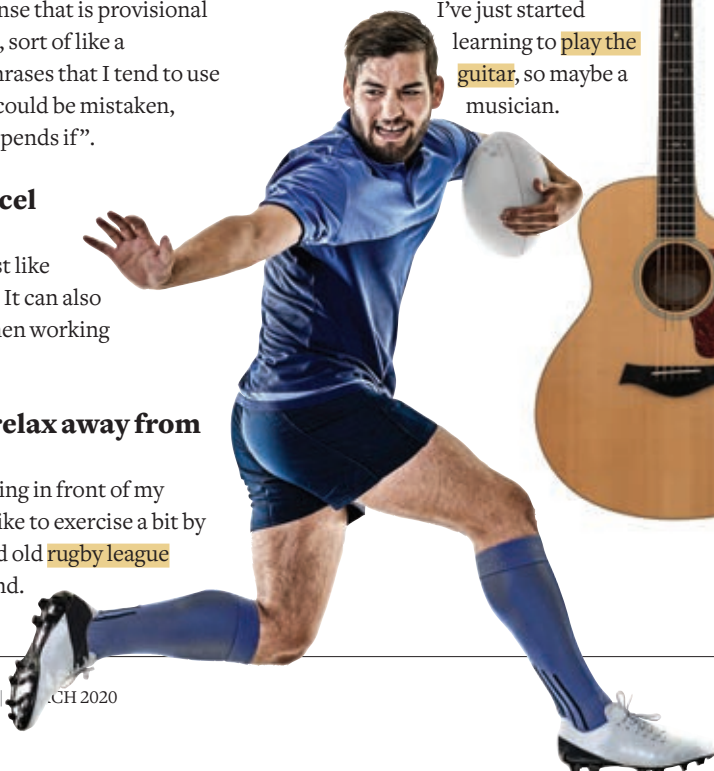 nse that is provisional
, sort of like a
hrases that I tend to use
could be mistaken,
pends if”.
cel
st like
It can also
hen working
relax away from
ing in front of my
ike to exercise a bit by
d old rugby league
nd.
I’ve just started
learning to play the
guitar, so maybe a
musician.
| CH 2020